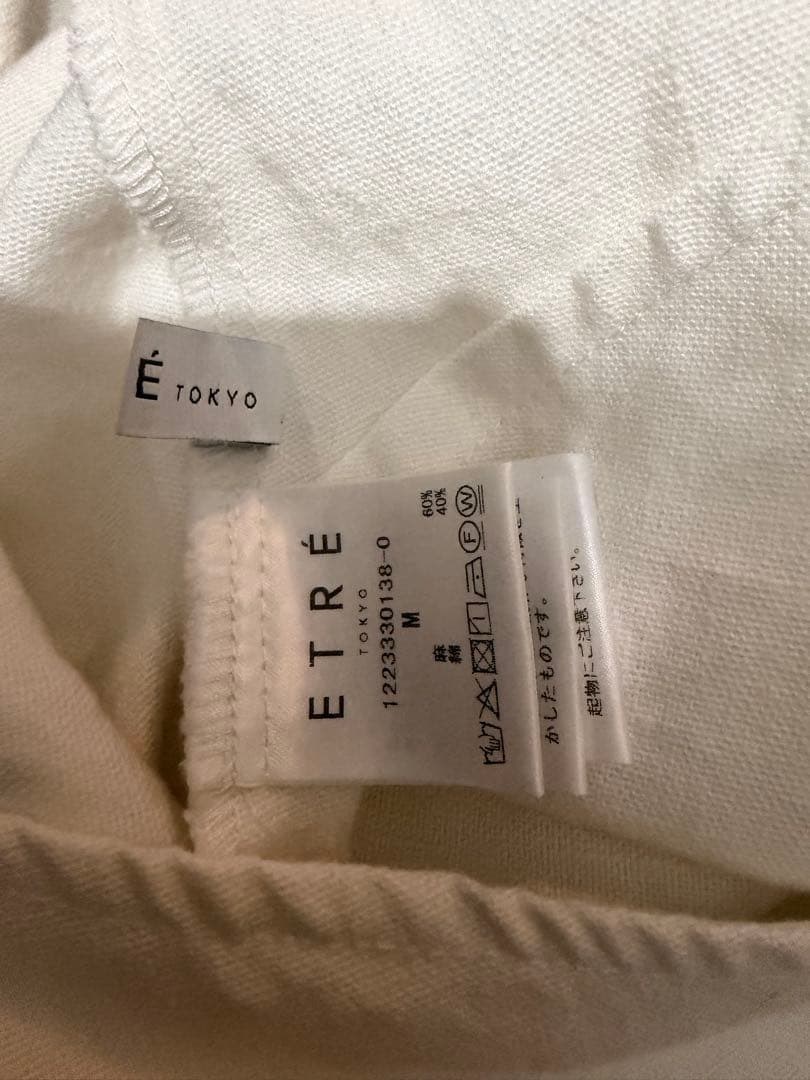 É TOKYO
ETRÉ
TOKYO
1223330138-0
M
麻 60%
綿 40%
F W
かしたものです。
起物にご注意下さい。